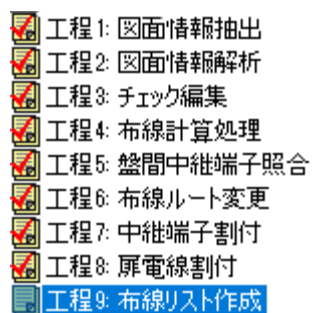 工程1: 図面情報抽出
工程2: 図面情報解析
工程3: チェック編集
工程4: 布線計算処理
工程5: 盤間中継端子照合
工程6: 布線ルート変更
工程7: 中継端子割付
工程8: 扉電線割付
工程9: 布線リスト作成